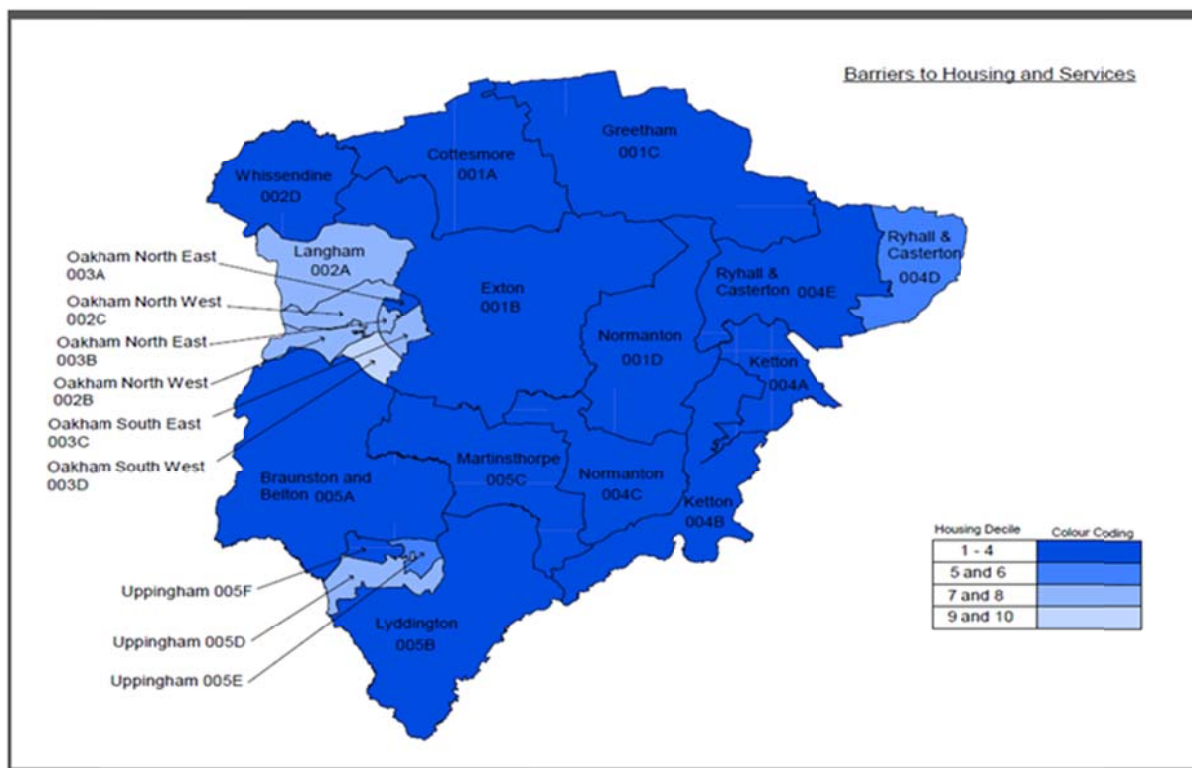 Barriers to Housing and Services
Greetham
001C
Cottesmore
001A
Whissendine
002D
Langham
002A
Ryhall &
Casterton
004D
Oakham North East
003A
Oakham North West
002C
Oakham North East
003B
Oakham North West
002B
Oakham South East
003C
Oakham South West
003D
Exton
001B
Ryhall &
Casterton 004E
Normanton
001D
Ketton
004A
Braunston and
Belton 005A
Martinsthorpe
005C
Normanton
004C
Ketton
004B
Uppingham 005F
Uppingham 005D
Uppingham 005E
Lyddington
005B
Housing Decile Colour Coding
1 - 4
5 and 6
7 and 8
9 and 10